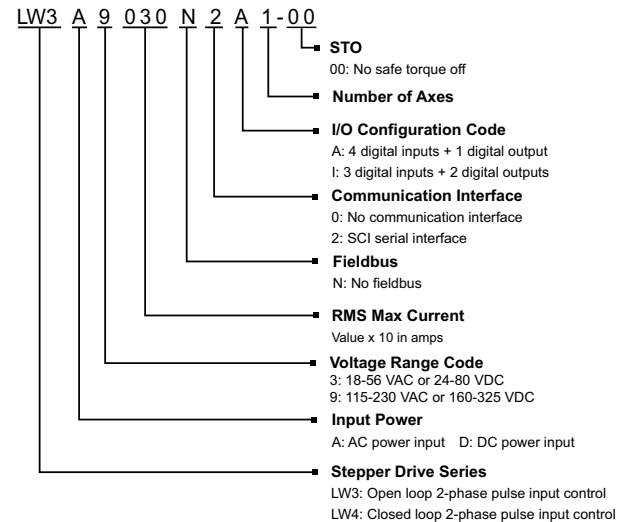 LW3 A 9 030 N 2 A 1-00
STO
00: No safe torque off
Number of Axes
I/O Configuration Code
A: 4 digital inputs + 1 digital output
I: 3 digital inputs + 2 digital outputs
Communication Interface
0: No communication interface
2: SCI serial interface
Fieldbus
N: No fieldbus
RMS Max Current
Value x 10 in amps
Voltage Range Code
3: 18-56 VAC or 24-80 VDC
9: 115-230 VAC or 160-325 VDC
Input Power
A: AC power input D: DC power input
Stepper Drive Series
LW3: Open loop 2-phase pulse input control
LW4: Closed loop 2-phase pulse input control